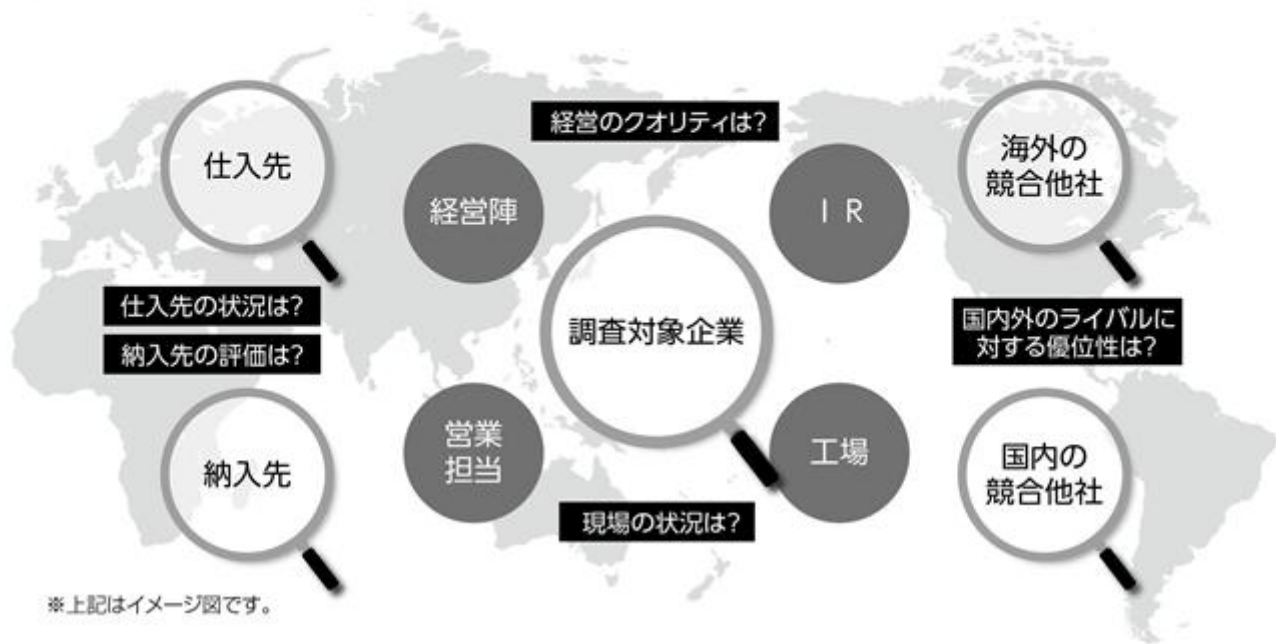 経営のクオリティは?
仕入先
経営陣
I R
海外の
競合他社
仕入先の状況は?
納入先の評価は?
調査対象企業
国内外のライバルに
対する優位性は?
納入先
営業
担当
工場
国内の
競合他社
現場の状況は?
※上記はイメージ図です。